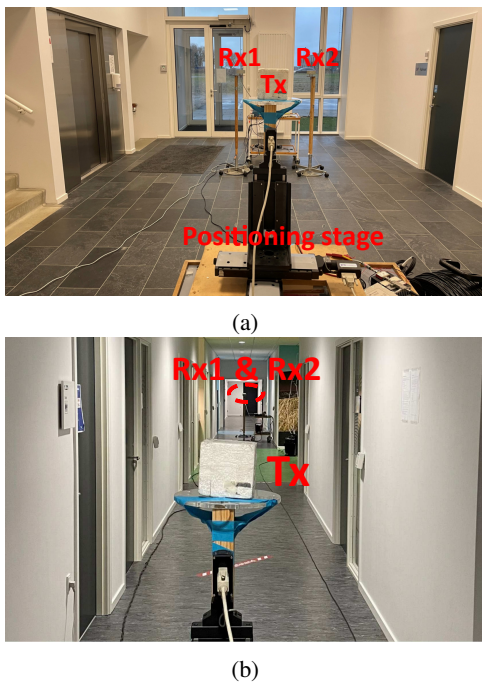 Rx1
Rx2
Tx
Positioning stage
(a)
Rx1 & Rx2
Tx
(b)